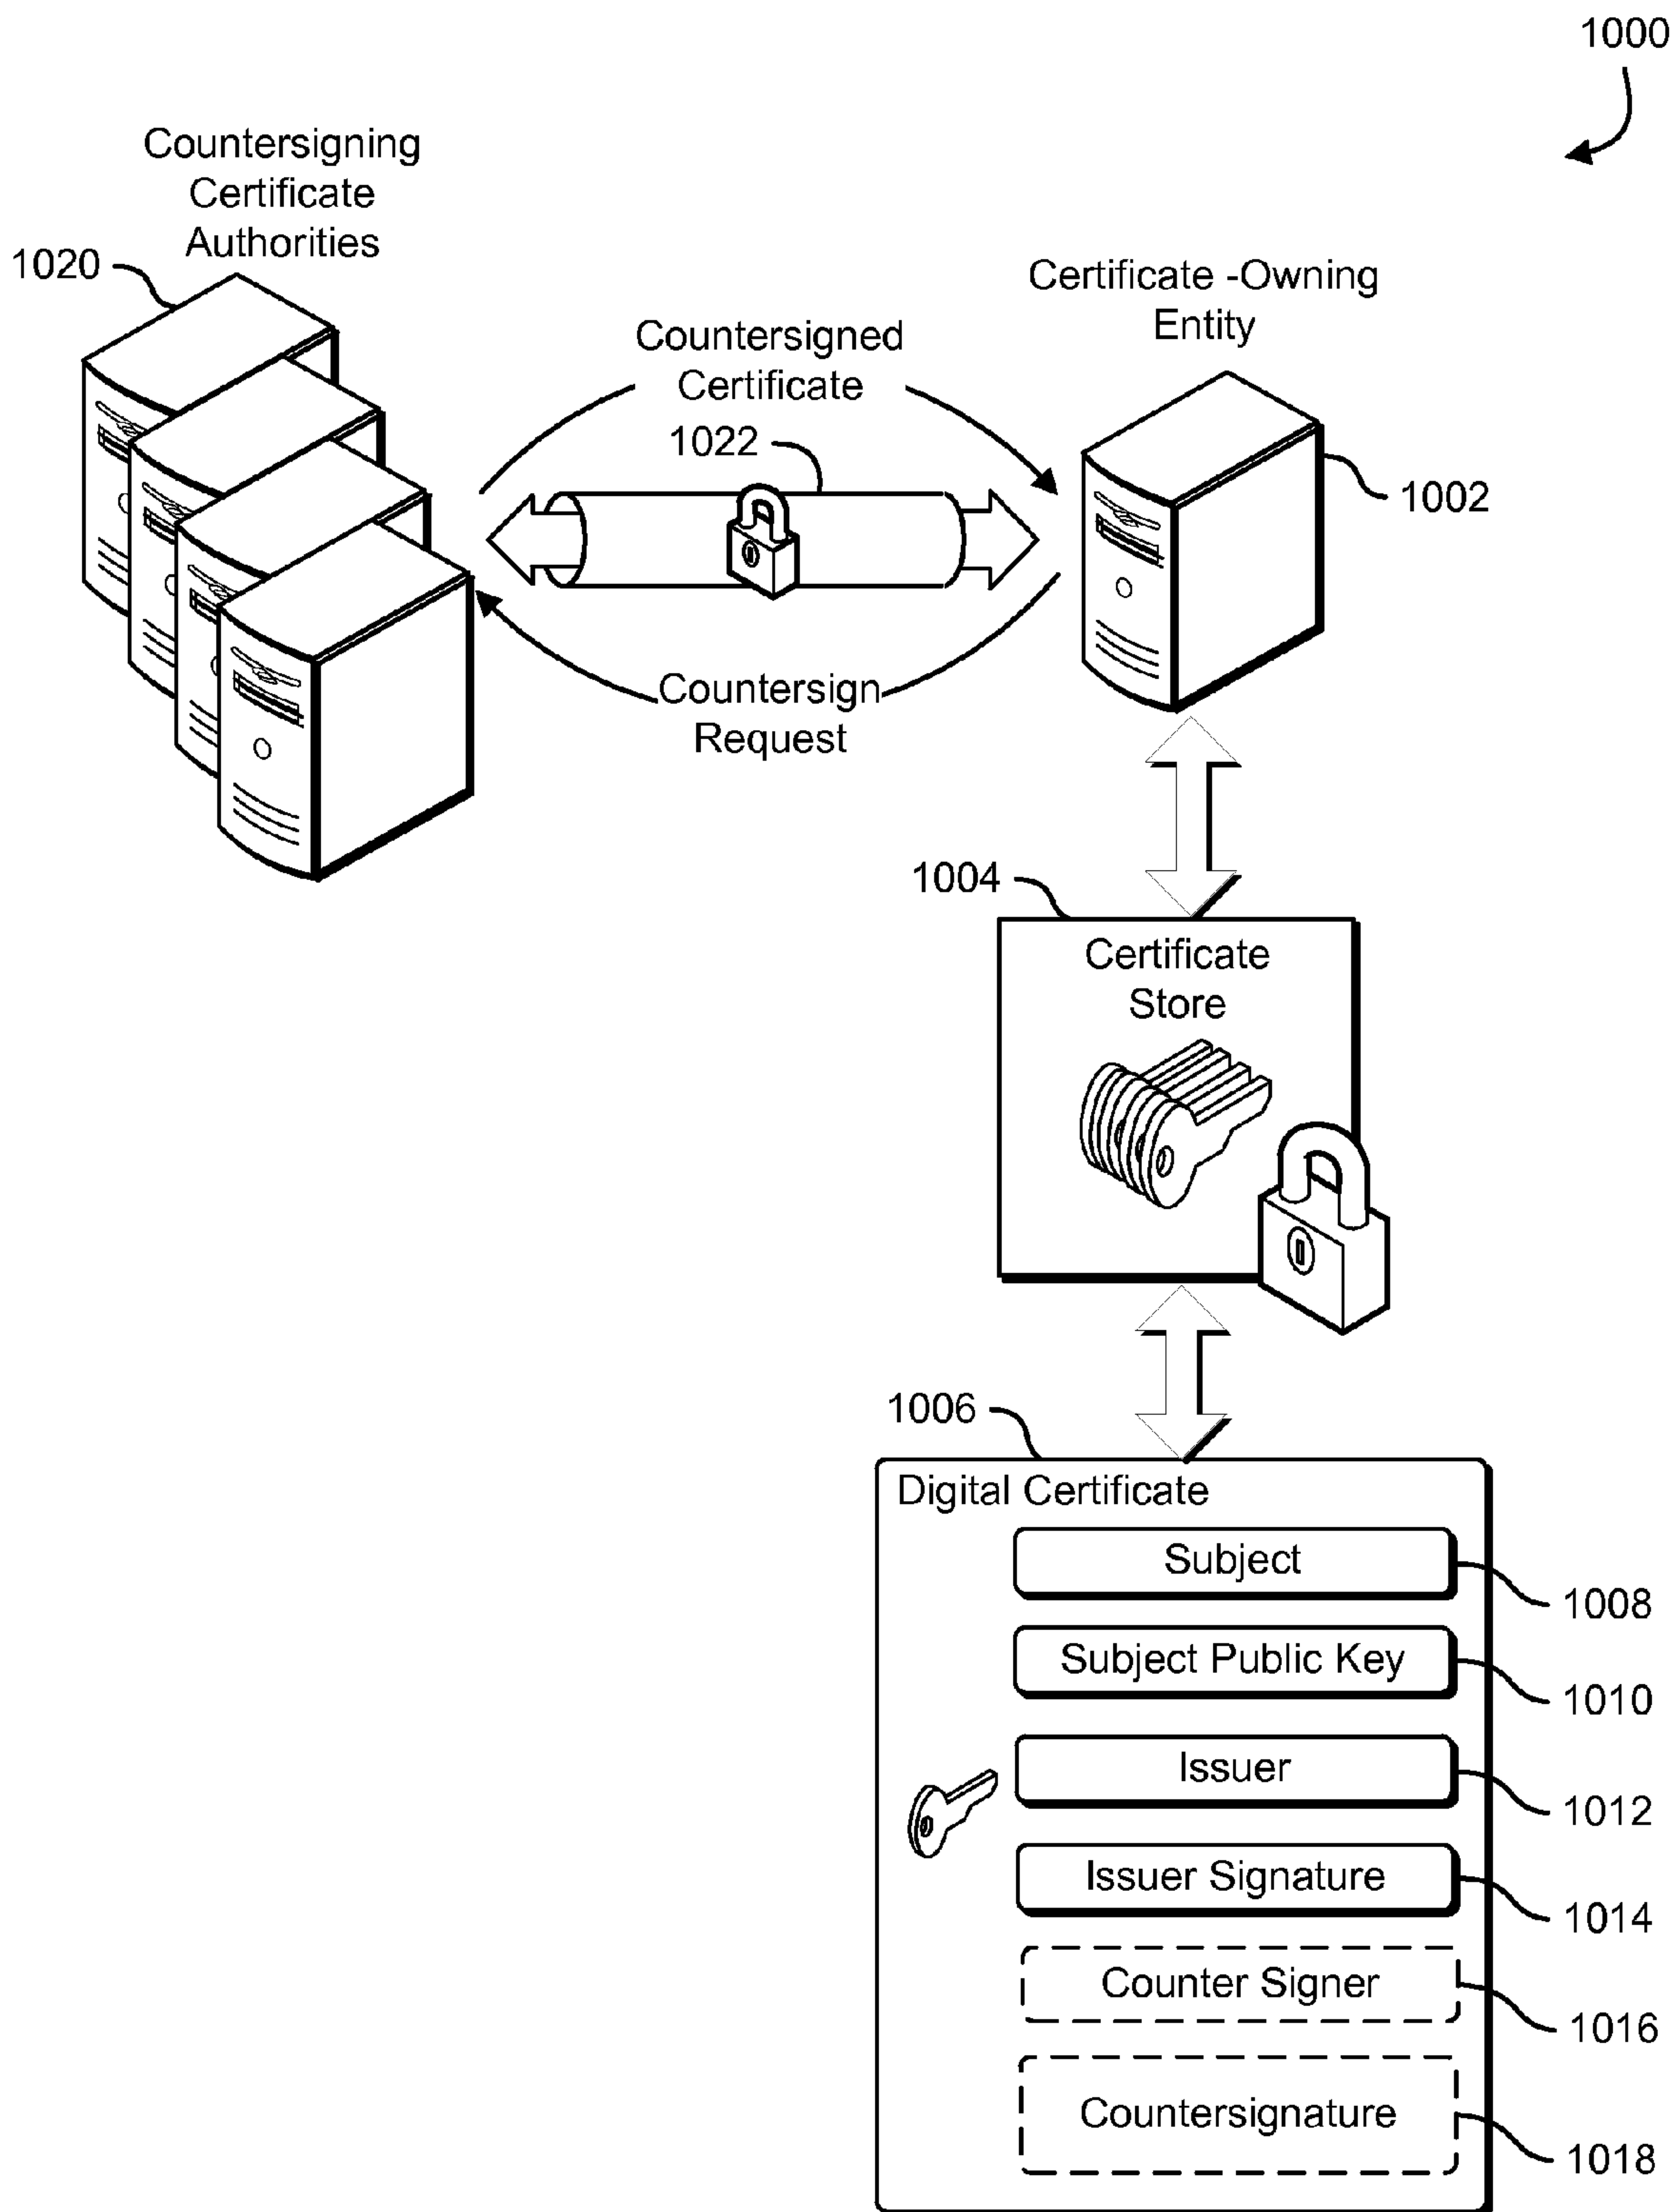 1000
Countersigning
Certificate
Authorities
1020
Certificate -Owning
Entity
Countersigned
Certificate
1022
1002
Countersign
Request
1004
Certificate
Store
1006
Digital Certificate
Subject
1008
Subject Public Key
1010
Issuer
1012
Issuer Signature
1014
Counter Signer
1016
Countersignature
1018